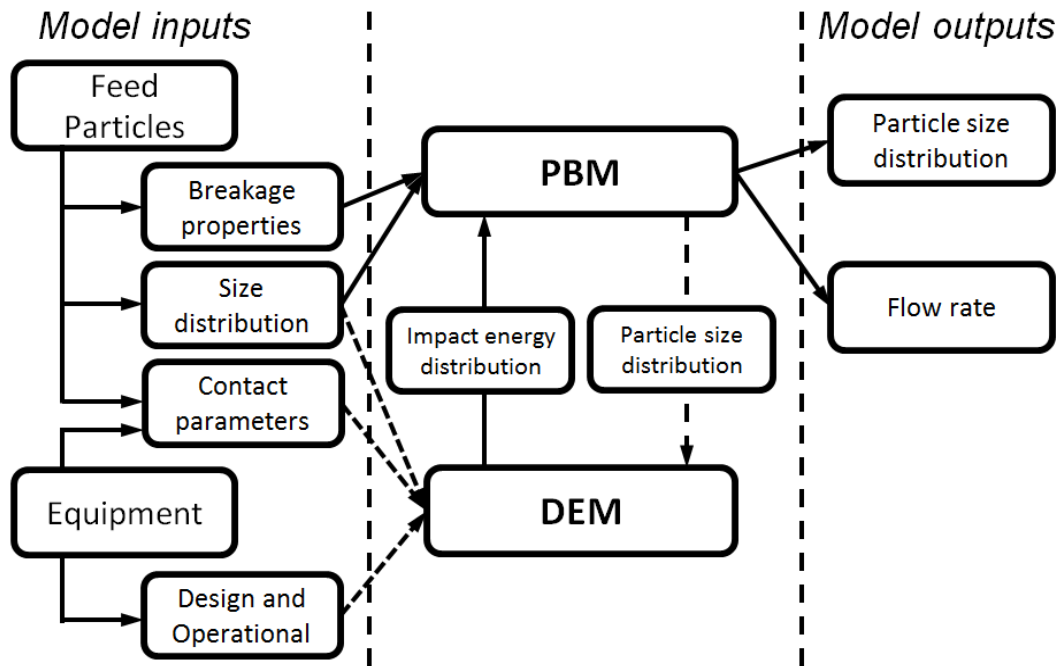 Model inputs
Model outputs
Feed
Particles
Breakage
properties
Size
distribution
Contact
parameters
Equipment
Design and
Operational
PBM
Impact energy
distribution
Particle size
distribution
DEM
Particle size
distribution
Flow rate